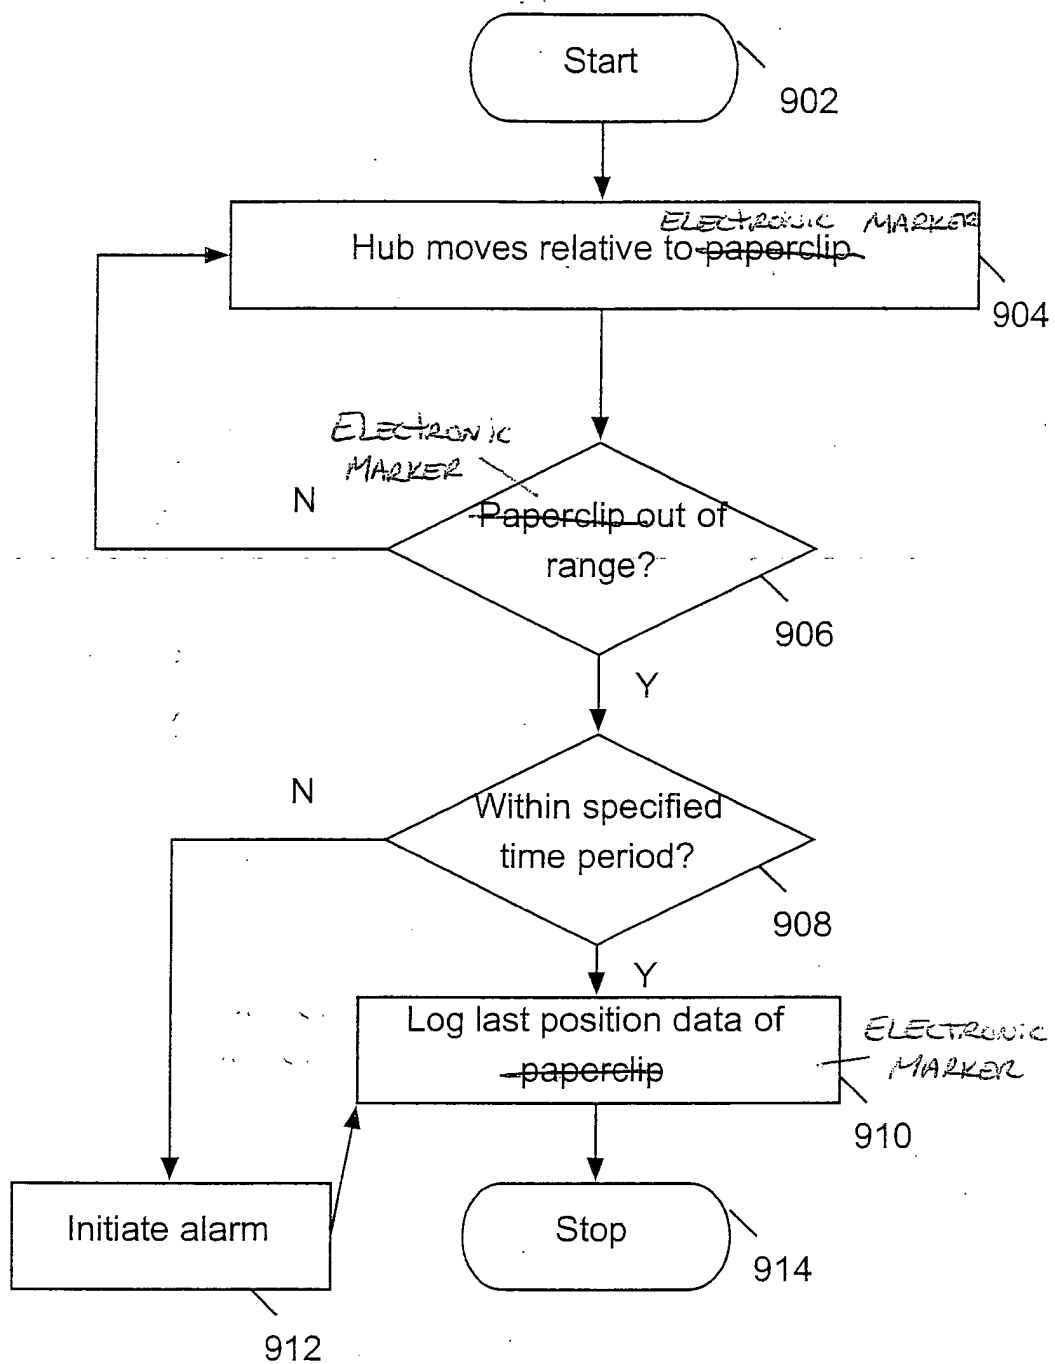 Start
902
ELECTRONIC MARKER
Hub moves relative to paperclip
904
ELECTRONIC
MARKER
N
Paperclip out of
range?
906
Y
N
Within specified
time period?
908
Y
Log last position data of
paperclip
ELECTRONIC
MARKER
910
Initiate alarm
912
Stop
914